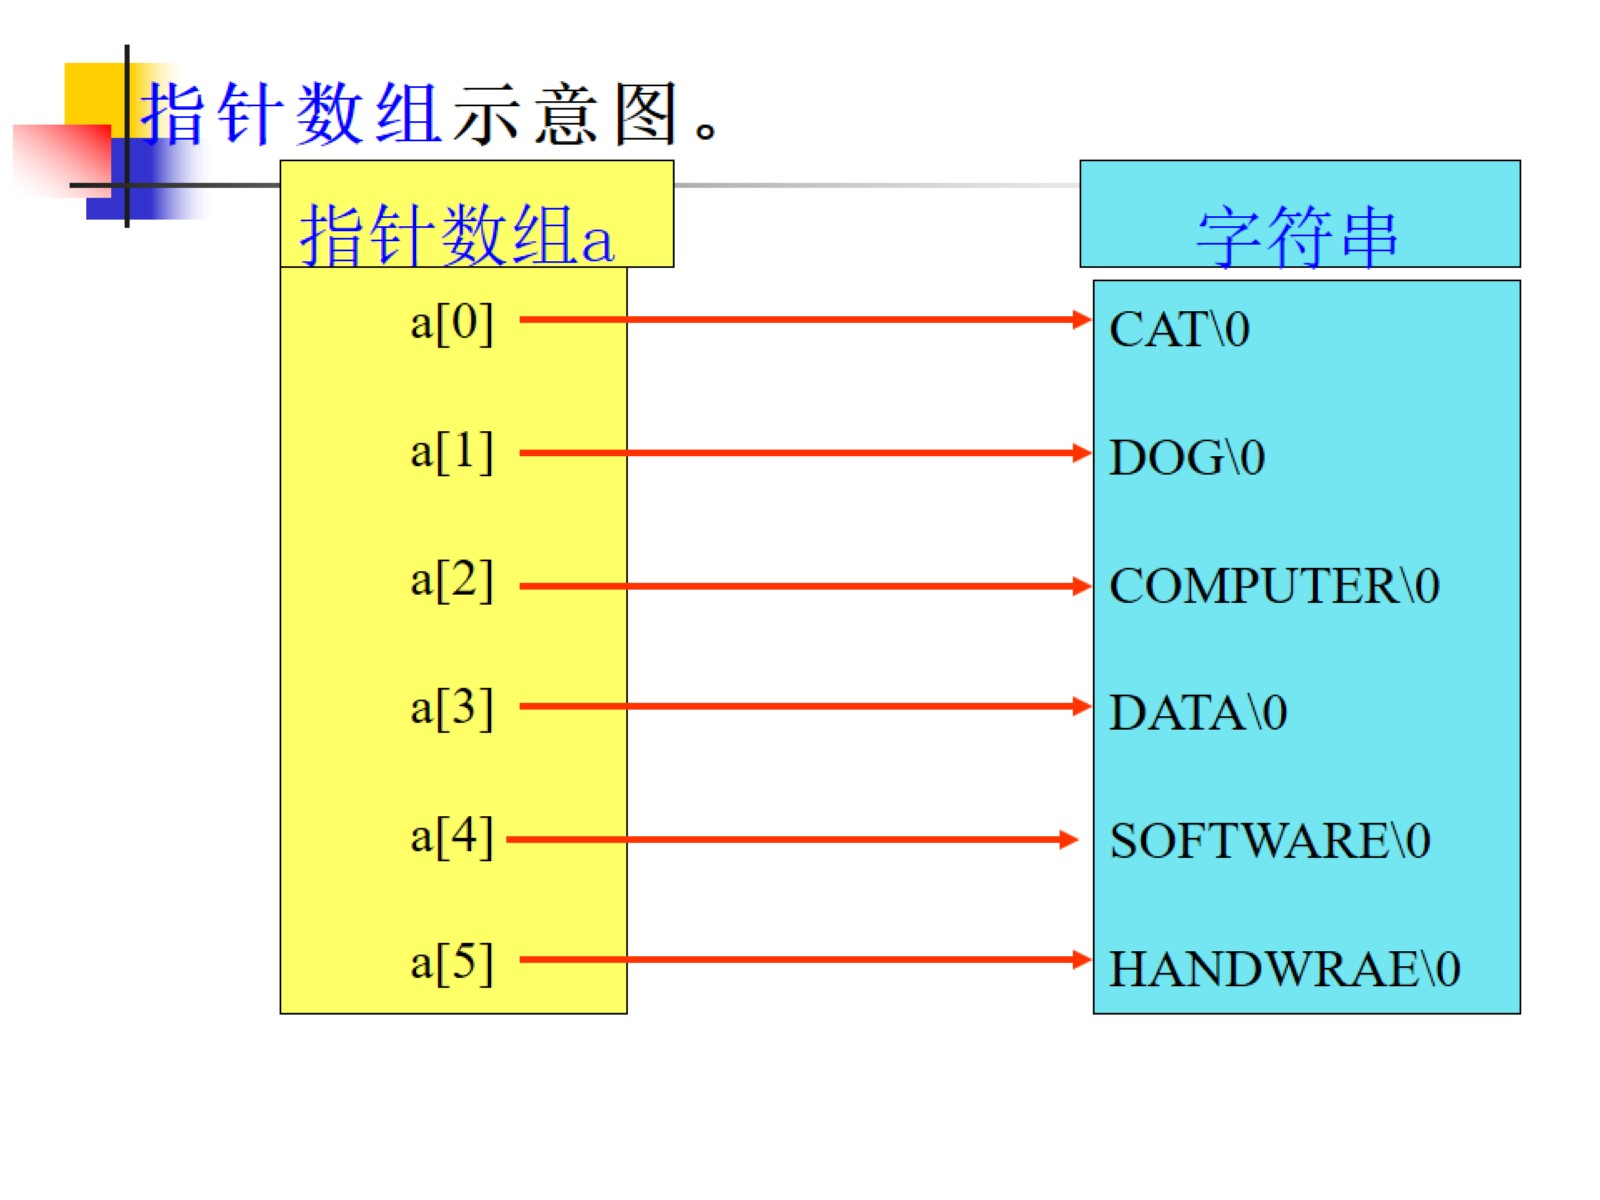 指针数组示意图。
指针数组a
字符串
a[0]
CAT\0
a[1]
DOG\0
a[2]
COMPUTER\0
a[3]
DATA\0
a[4]
SOFTWARE\0
a[5]
HANDWRAE\0